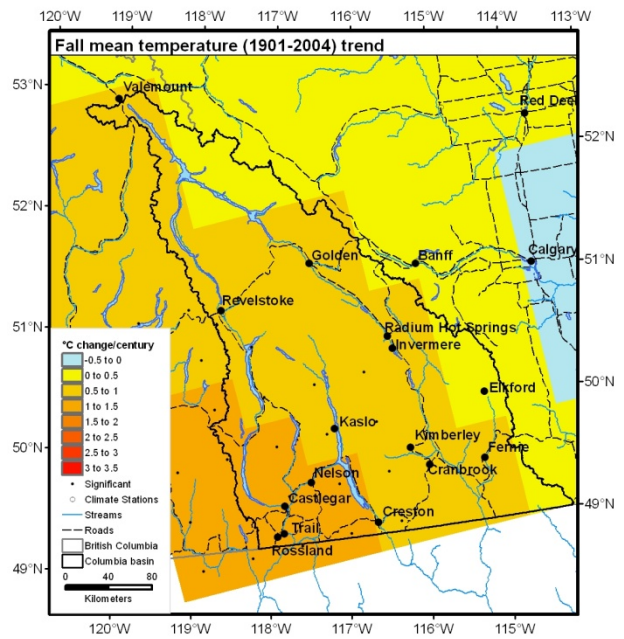 120°W 119°W 118°W 117°W 116°W 115°W 114°W 113°W
Fall mean temperature (1901-2004) trend
53°N
Valemount
Red Deer
52°N
52°N
Golden
Banff
Calgary
51°N
Revelstoke
51°N
Radium Hot Springs
Invermere
°C change/century
-0.5 to 0
0 to 0.5
0.5 to 1
1 to 1.5
1.5 to 2
2 to 2.5
2.5 to 3
3 to 3.5
Significant
Climate Stations
Streams
Roads
British Columbia
Columbia basin
0 40 80
Kilometers
50°N
Elkford
Kaslo
Kimberley
Fernie
50°N
Cranbrook
Nelson
Castlegar
Creston
49°N
Trail
Rossland
49°N
120°W 119°W 118°W 117°W 116°W 115°W